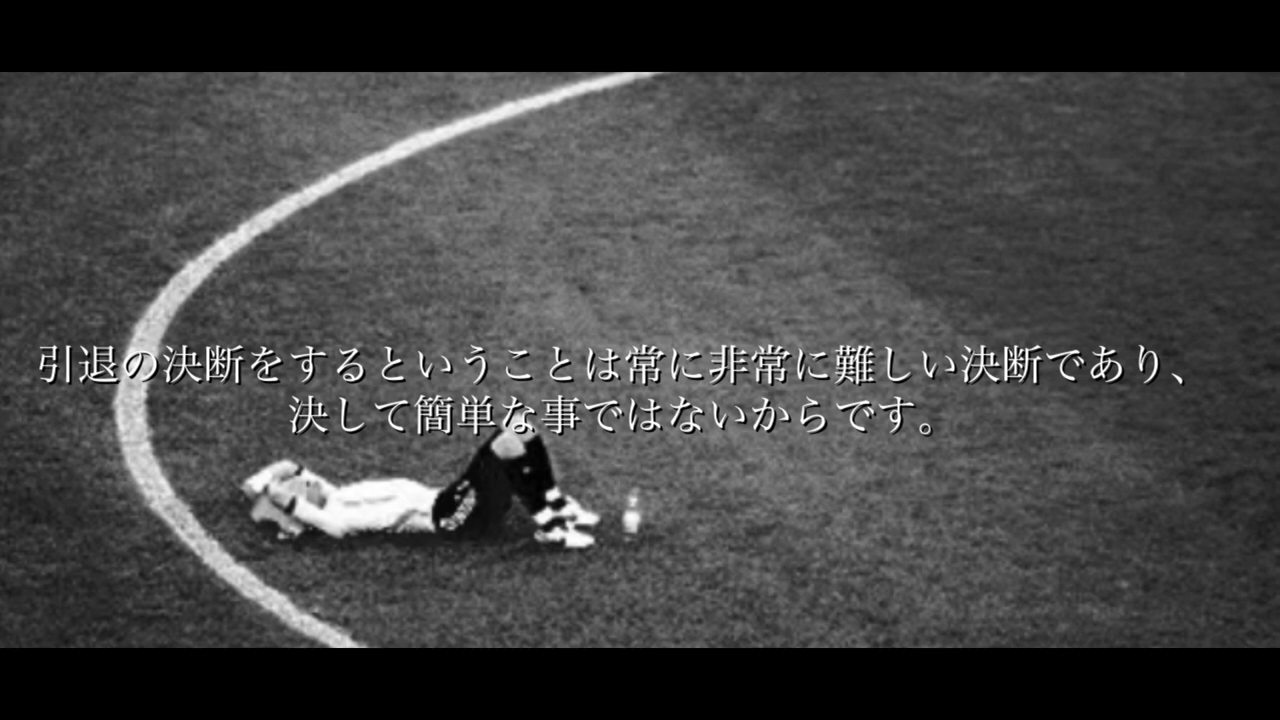 引退の決断をするということは常に非常に難しい決断であり、
決して簡単な事ではないからです。